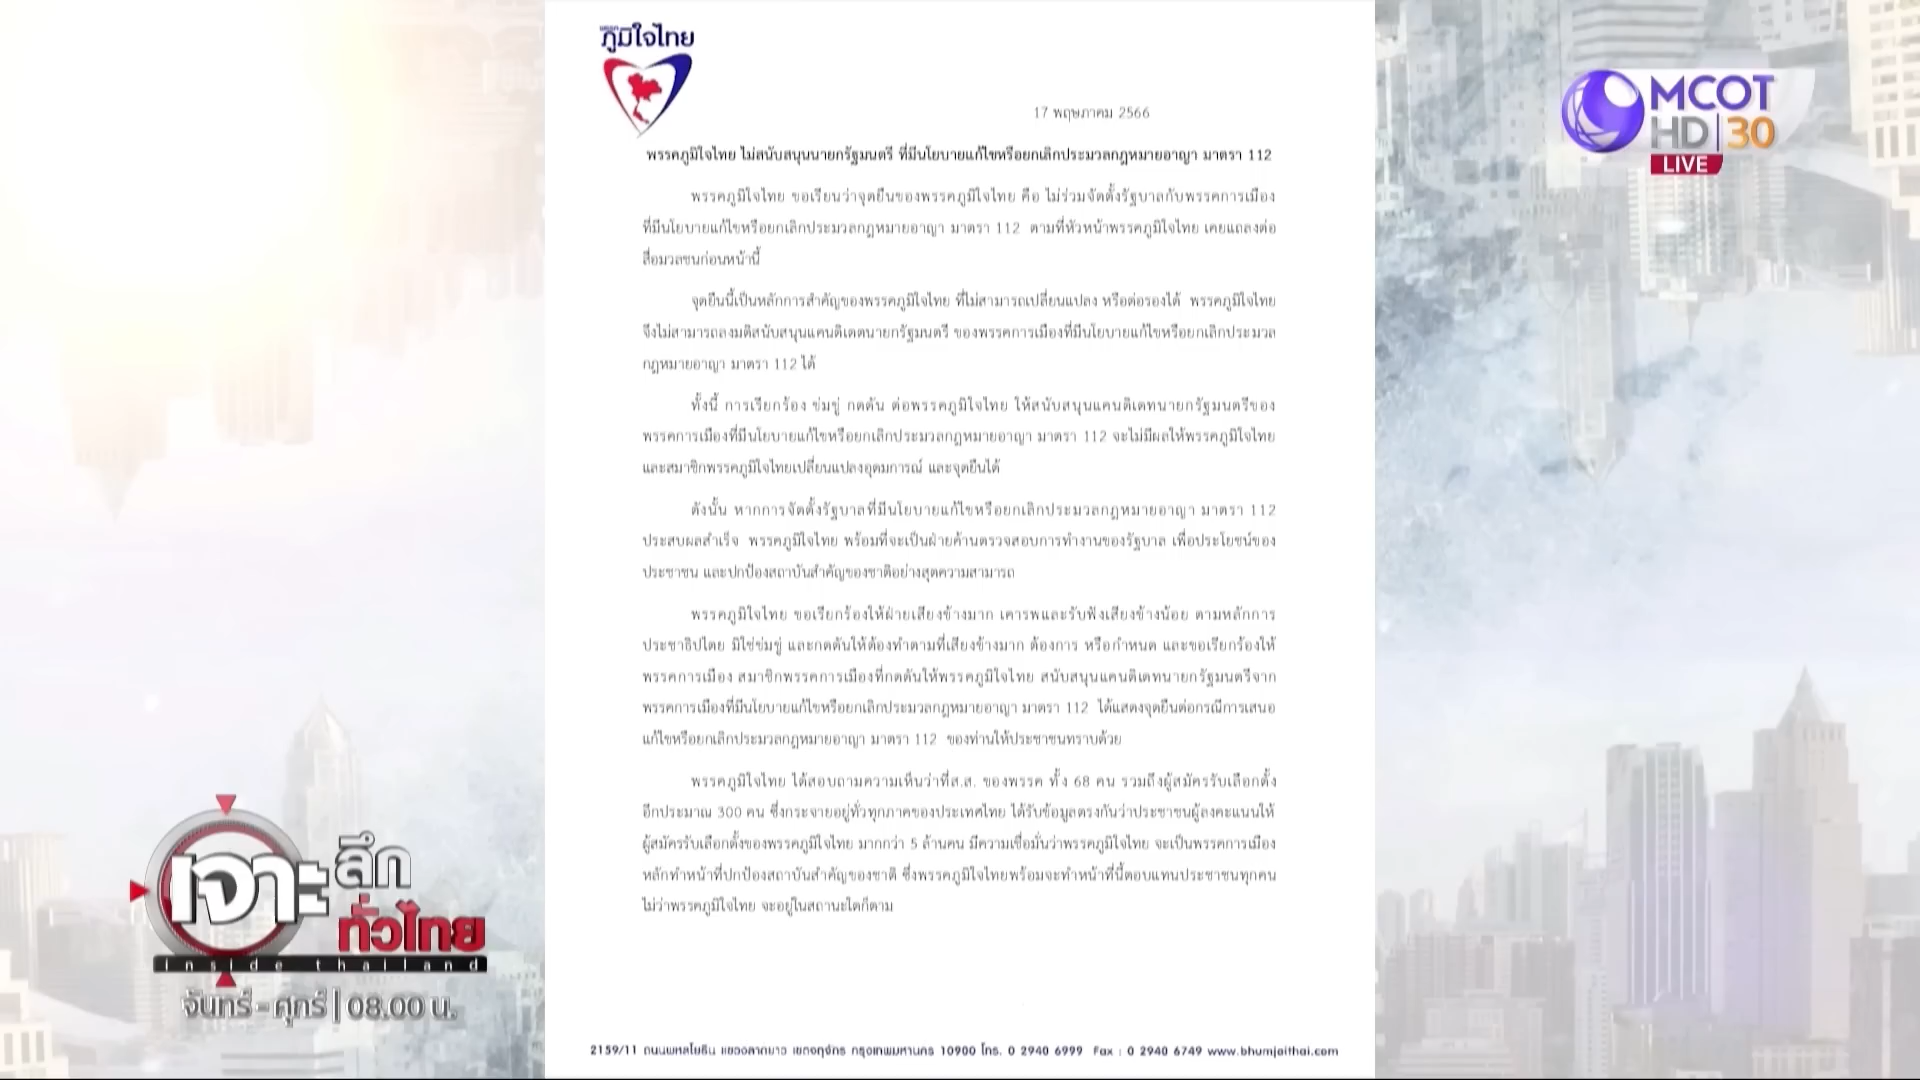 พรรค
ภูมิใจไทย
17 พฤษภาคม 2566
พรรคภูมิใจไทย ไม่สนับสนุนนายกรัฐมนตรี ที่มีนโยบายแก้ไขหรือยกเลิกประมวลกฎหมายอาญา มาตรา 112
พรรคภูมิใจไทย ขอเรียนว่าจุดยืนของพรรคภูมิใจไทย คือ ไม่ร่วมจัดตั้งรัฐบาลกับพรรคการเมือง
ที่มีนโยบายแก้ไขหรือยกเลิกประมวลกฎหมายอาญา มาตรา 112 ตามที่หัวหน้าพรรคภูมิใจไทย เคยแถลงต่อ
สื่อมวลชนก่อนหน้านี้
จุดยืนนี้เป็นหลักการสำคัญของพรรคภูมิใจไทย ที่ไม่สามารถเปลี่ยนแปลง หรือต่อรองได้ พรรคภูมิใจไทย
จึงไม่สามารถลงมติสนับสนุนแคนดิเดตนายกรัฐมนตรี ของพรรคการเมืองที่มีนโยบายแก้ไขหรือยกเลิกประมวล
กฎหมายอาญา มาตรา 112 ได้
ทั้งนี้ การเรียกร้อง ข่มขู่ กดดัน ต่อพรรคภูมิใจไทย ให้สนับสนุนแคนดิเดทนายกรัฐมนตรีของ
พรรคการเมืองที่มีนโยบายแก้ไขหรือยกเลิกประมวลกฎหมายอาญา มาตรา 112 จะไม่มีผลให้พรรคภูมิใจไทย
และสมาชิกพรรคภูมิใจไทยเปลี่ยนแปลงอุดมการณ์ และจุดยืนได้
ดังนั้น หากการจัดตั้งรัฐบาลที่มีนโยบายแก้ไขหรือยกเลิกประมวลกฎหมายอาญา มาตรา 112
ประสบผลสำเร็จ พรรคภูมิใจไทย พร้อมที่จะเป็นฝ่ายค้านตรวจสอบการทำงานของรัฐบาล เพื่อประโยชน์ของ
ประชาชน และปกป้องสถาบันสำคัญของชาติอย่างสุดความสามารถ
พรรคภูมิใจไทย ขอเรียกร้องให้ฝ่ายเสียงข้างมาก เคารพและรับฟังเสียงข้างน้อย ตามหลักการ
ประชาธิปไตย มิใช่ข่มขู่ และกดดันให้ต้องทำตามที่เสียงข้างมาก ต้องการ หรือกำหนด และขอเรียกร้องให้
พรรคการเมือง สมาชิกพรรคการเมืองที่กดดันให้พรรคภูมิใจไทย สนับสนุนแคนดิเดทนายกรัฐมนตรีจาก
พรรคการเมืองที่มีนโยบายแก้ไขหรือยกเลิกประมวลกฎหมายอาญา มาตรา 112 ได้แสดงจุดยืนต่อกรณีการเสนอ
แก้ไขหรือยกเลิกประมวลกฎหมายอาญา มาตรา 112 ของท่านให้ประชาชนทราบด้วย
พรรคภูมิใจไทย ได้สอบถามความเห็นว่าที่ส.ส. ของพรรค ทั้ง 68 คน รวมถึงผู้สมัครรับเลือกตั้ง
อีกประมาณ 300 คน ซึ่งกระจายอยู่ทั่วทุกภาคของประเทศไทย ได้รับข้อมูลตรงกันว่าประชาชนผู้ลงคะแนนให้
ผู้สมัครรับเลือกตั้งของพรรคภูมิใจไทย มากกว่า 5 ล้านคน มีความเชื่อมั่นว่าพรรคภูมิใจไทย จะเป็นพรรคการเมือง
หลักทำหน้าที่ปกป้องสถาบันสำคัญของชาติ ซึ่งพรรคภูมิใจไทยพร้อมจะทำหน้าที่นี้ตอบแทนประชาชนทุกคน
ไม่ว่าพรรคภูมิใจไทย จะอยู่ในสถานะใดก็ตาม
2159/11 ถนนพหลโยธิน แขวงลาดยาว เขตจตุจักร กรุงเทพมหานคร 10900 โทร. 0 2940 6999 Fax : 0 2940 6749 www.bhumjaithai.com
MCOT
HD 30
LIVE
เจาะลึก
ทั่วไทย
inside thailand
จันทร์ - ศุกร์ | 08.00 น.